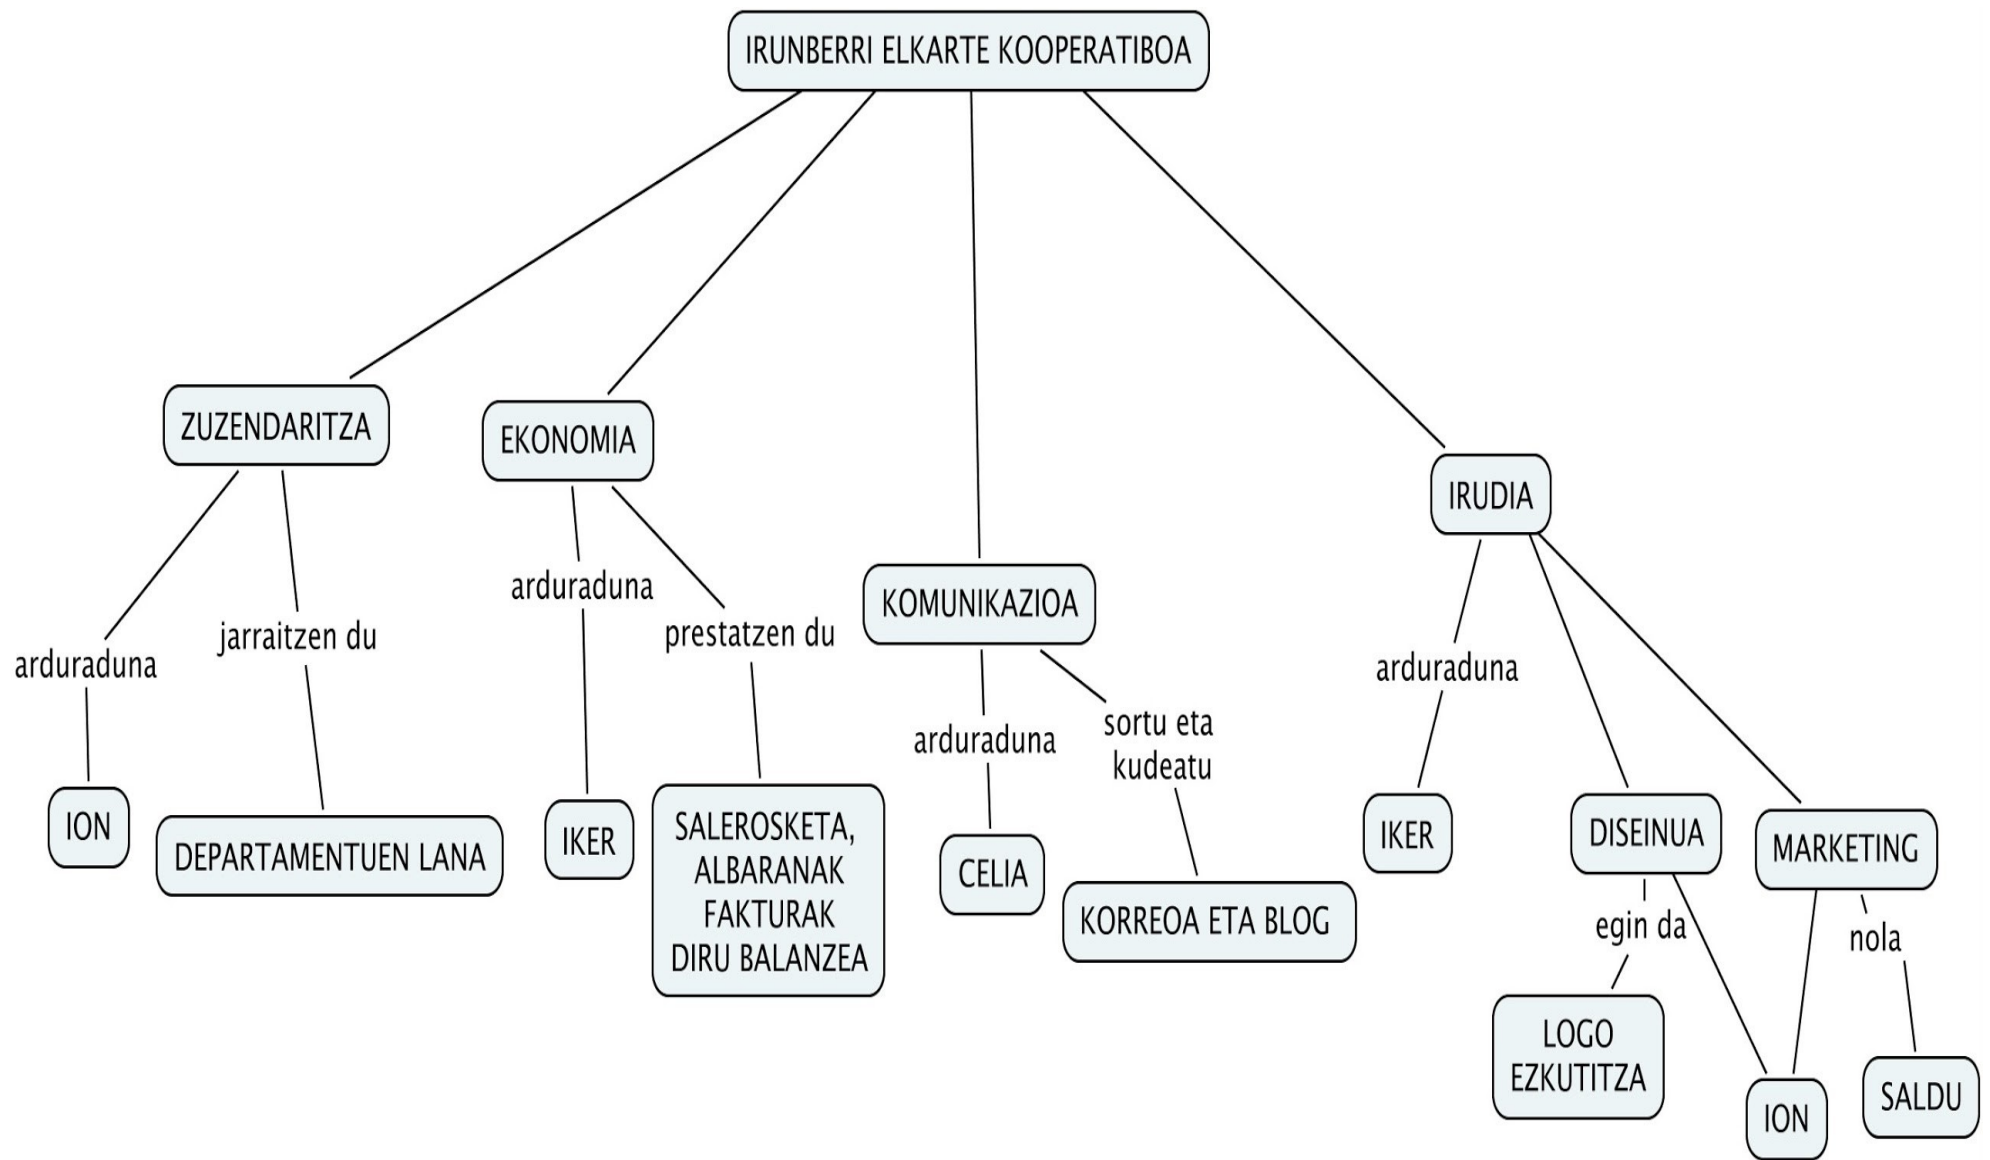 IRUNBERRI ELKARTE KOOPERATIBOA
ZUZENDARITZA
EKONOMIA
IRUDIA
KOMUNIKAZIOA
arduraduna
jarraitzen du
arduraduna
prestatzen du
arduraduna
sortu eta
kudeatu
arduraduna
ION
DEPARTAMENTUEN LANA
IKER
SALEROSKETA,
ALBARANAK
FAKTURAK
DIRU BALANZEA
CELIA
KORREOA ETA BLOG
IKER
DISEINUA
MARKETING
egin da
nola
LOGO
EZKUTITZA
ION
SALDU